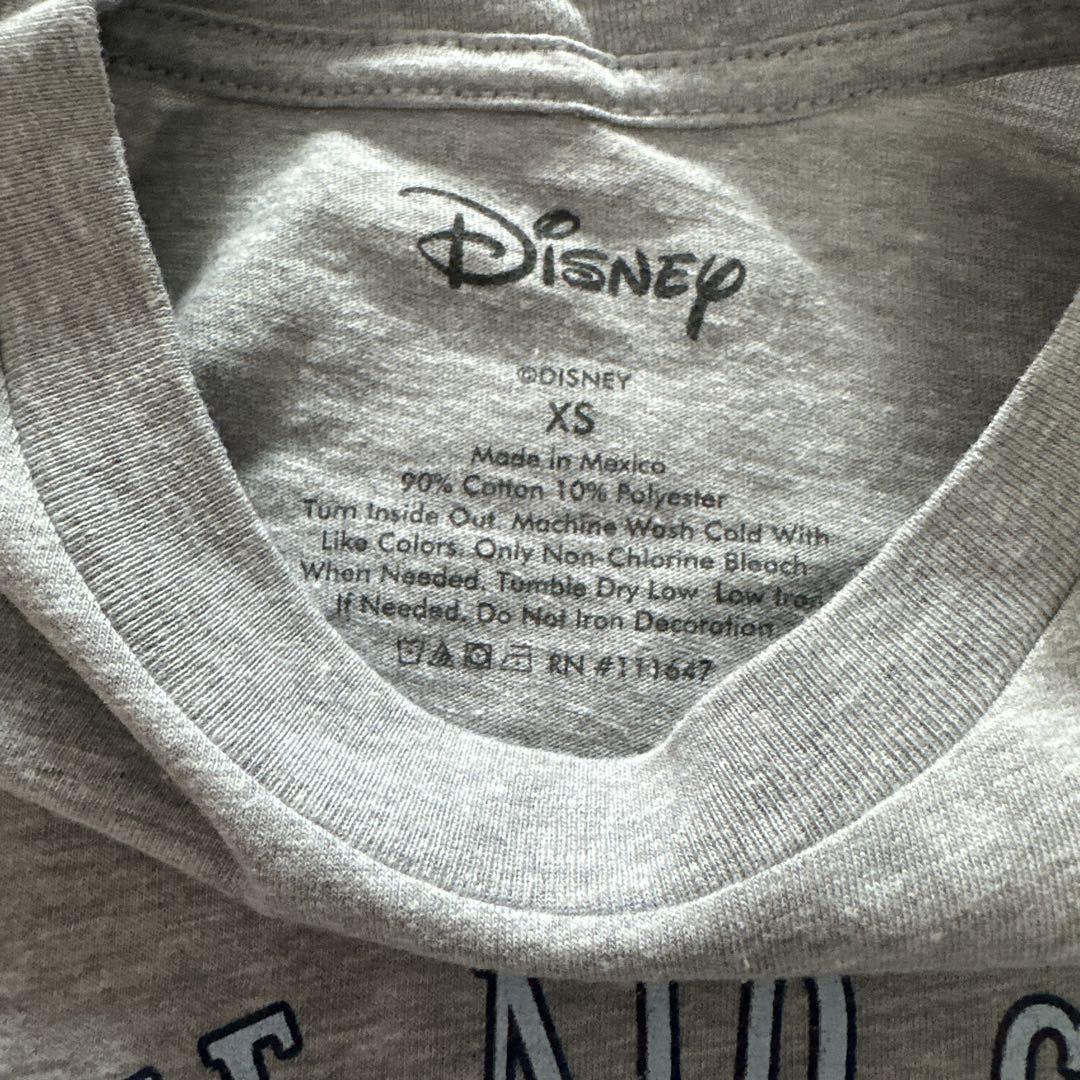 Disney
©DISNEY
XS
Made in Mexico
90% Cotton 10% Polyester
Turn Inside Out. Machine Wash Cold With
Like Colors. Only Non-Chlorine Bleach
When Needed. Tumble Dry Low. Low Iron
If Needed. Do Not Iron Decoration
RN #111647